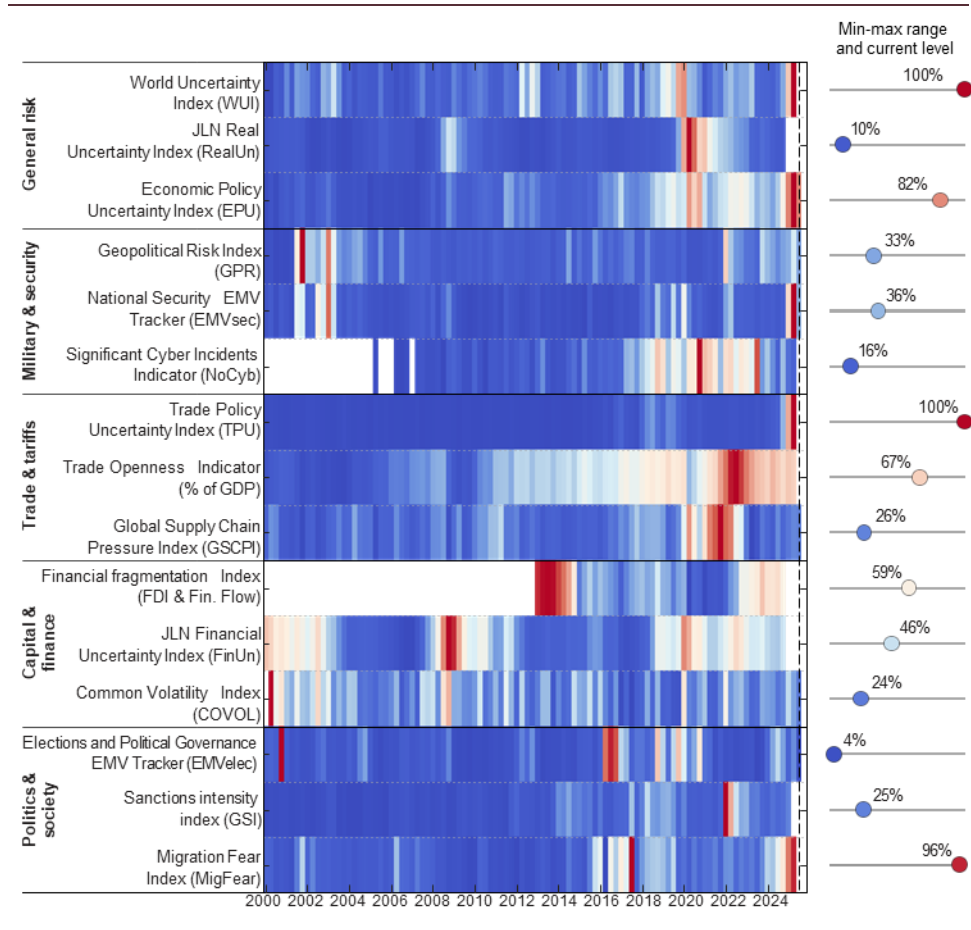 Min-max range
and current level
General risk
World Uncertainty
Index (WUI)
100%
JLN Real
Uncertainty Index (RealUn)
10%
Economic Policy
Uncertainty Index (EPU)
82%
Military & security
Geopolitical Risk Index
(GPR)
33%
National Security EMV
Tracker (EMVsec)
36%
Significant Cyber Incidents
Indicator (NoCyb)
16%
Trade & tariffs
Trade Policy
Uncertainty Index (TPU)
100%
Trade Openness Indicator
(% of GDP)
67%
Global Supply Chain
Pressure Index (GSCPI)
26%
Capital &
finance
Financial fragmentation Index
(FDI & Fin. Flow)
59%
JLN Financial
Uncertainty Index (FinUn)
46%
Common Volatility Index
(COVOL)
24%
Politics &
society
Elections and Political Governance
EMV Tracker (EMVelec)
4%
Sanctions intensity
index (GSI)
25%
Migration Fear
Index (MigFear)
96%
2000 2002 2004 2006 2008 2010 2012 2014 2016 2018 2020 2022 2024